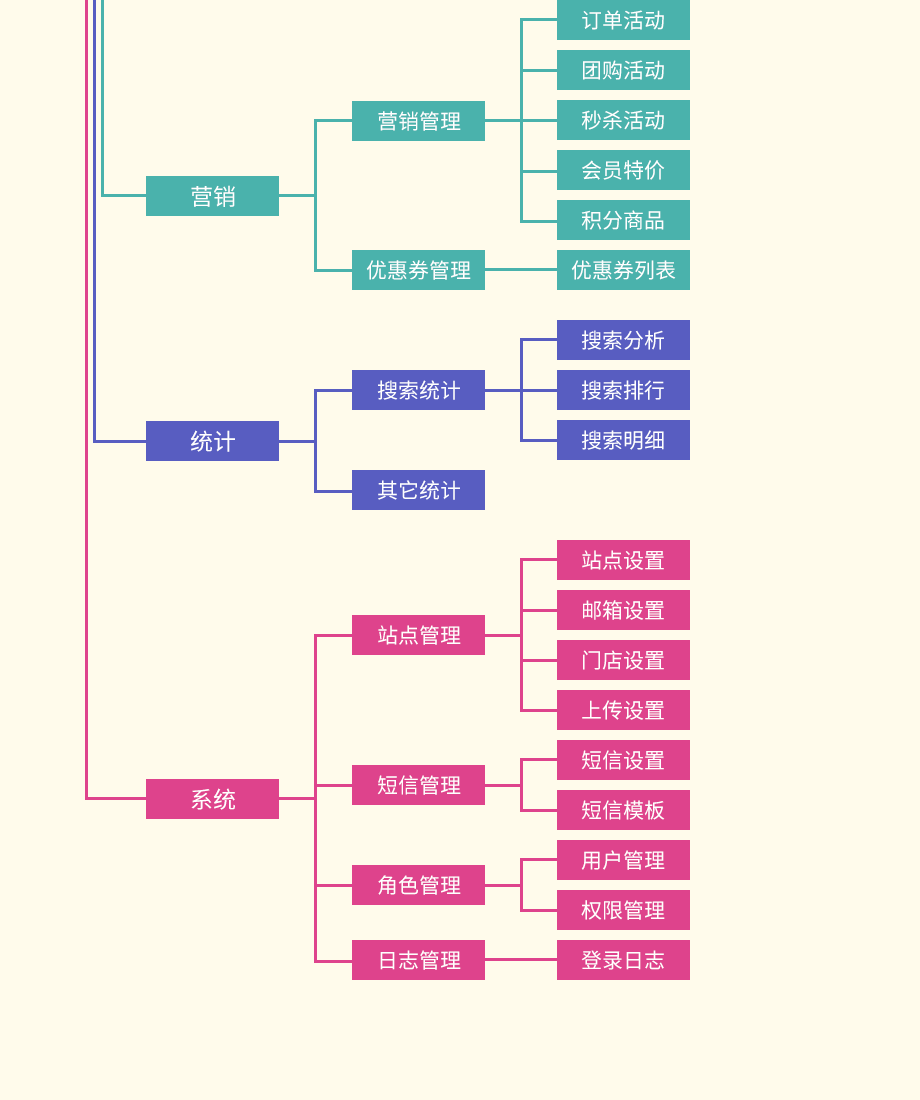 订单活动
团购活动
营销管理
秒杀活动
会员特价
营销
积分商品
优惠券管理
优惠券列表
搜索分析
搜索统计
搜索排行
统计
搜索明细
其它统计
站点设置
邮箱设置
站点管理
门店设置
上传设置
短信设置
短信管理
系统
短信模板
用户管理
角色管理
权限管理
日志管理
登录日志